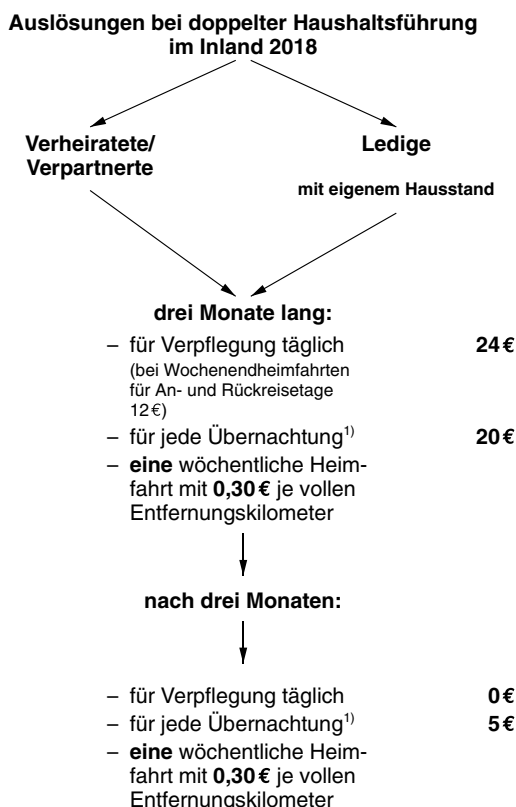 Auslösungen bei doppelter Haushaltsführung
im Inland 2018
Verheiratete/
Verpartnerte
Ledige
mit eigenem Hausstand
drei Monate lang:
– für Verpflegung täglich 24 €
(bei Wochenendheimfahrten
für An- und Rückreisetage
12 €)
– für jede Übernachtung1) 20 €
– eine wöchentliche Heim-
fahrt mit 0,30 € je vollen
Entfernungskilometer
nach drei Monaten:
– für Verpflegung täglich 0 €
– für jede Übernachtung1) 5 €
– eine wöchentliche Heim-
fahrt mit 0,30 € je vollen
Entfernungskilometer